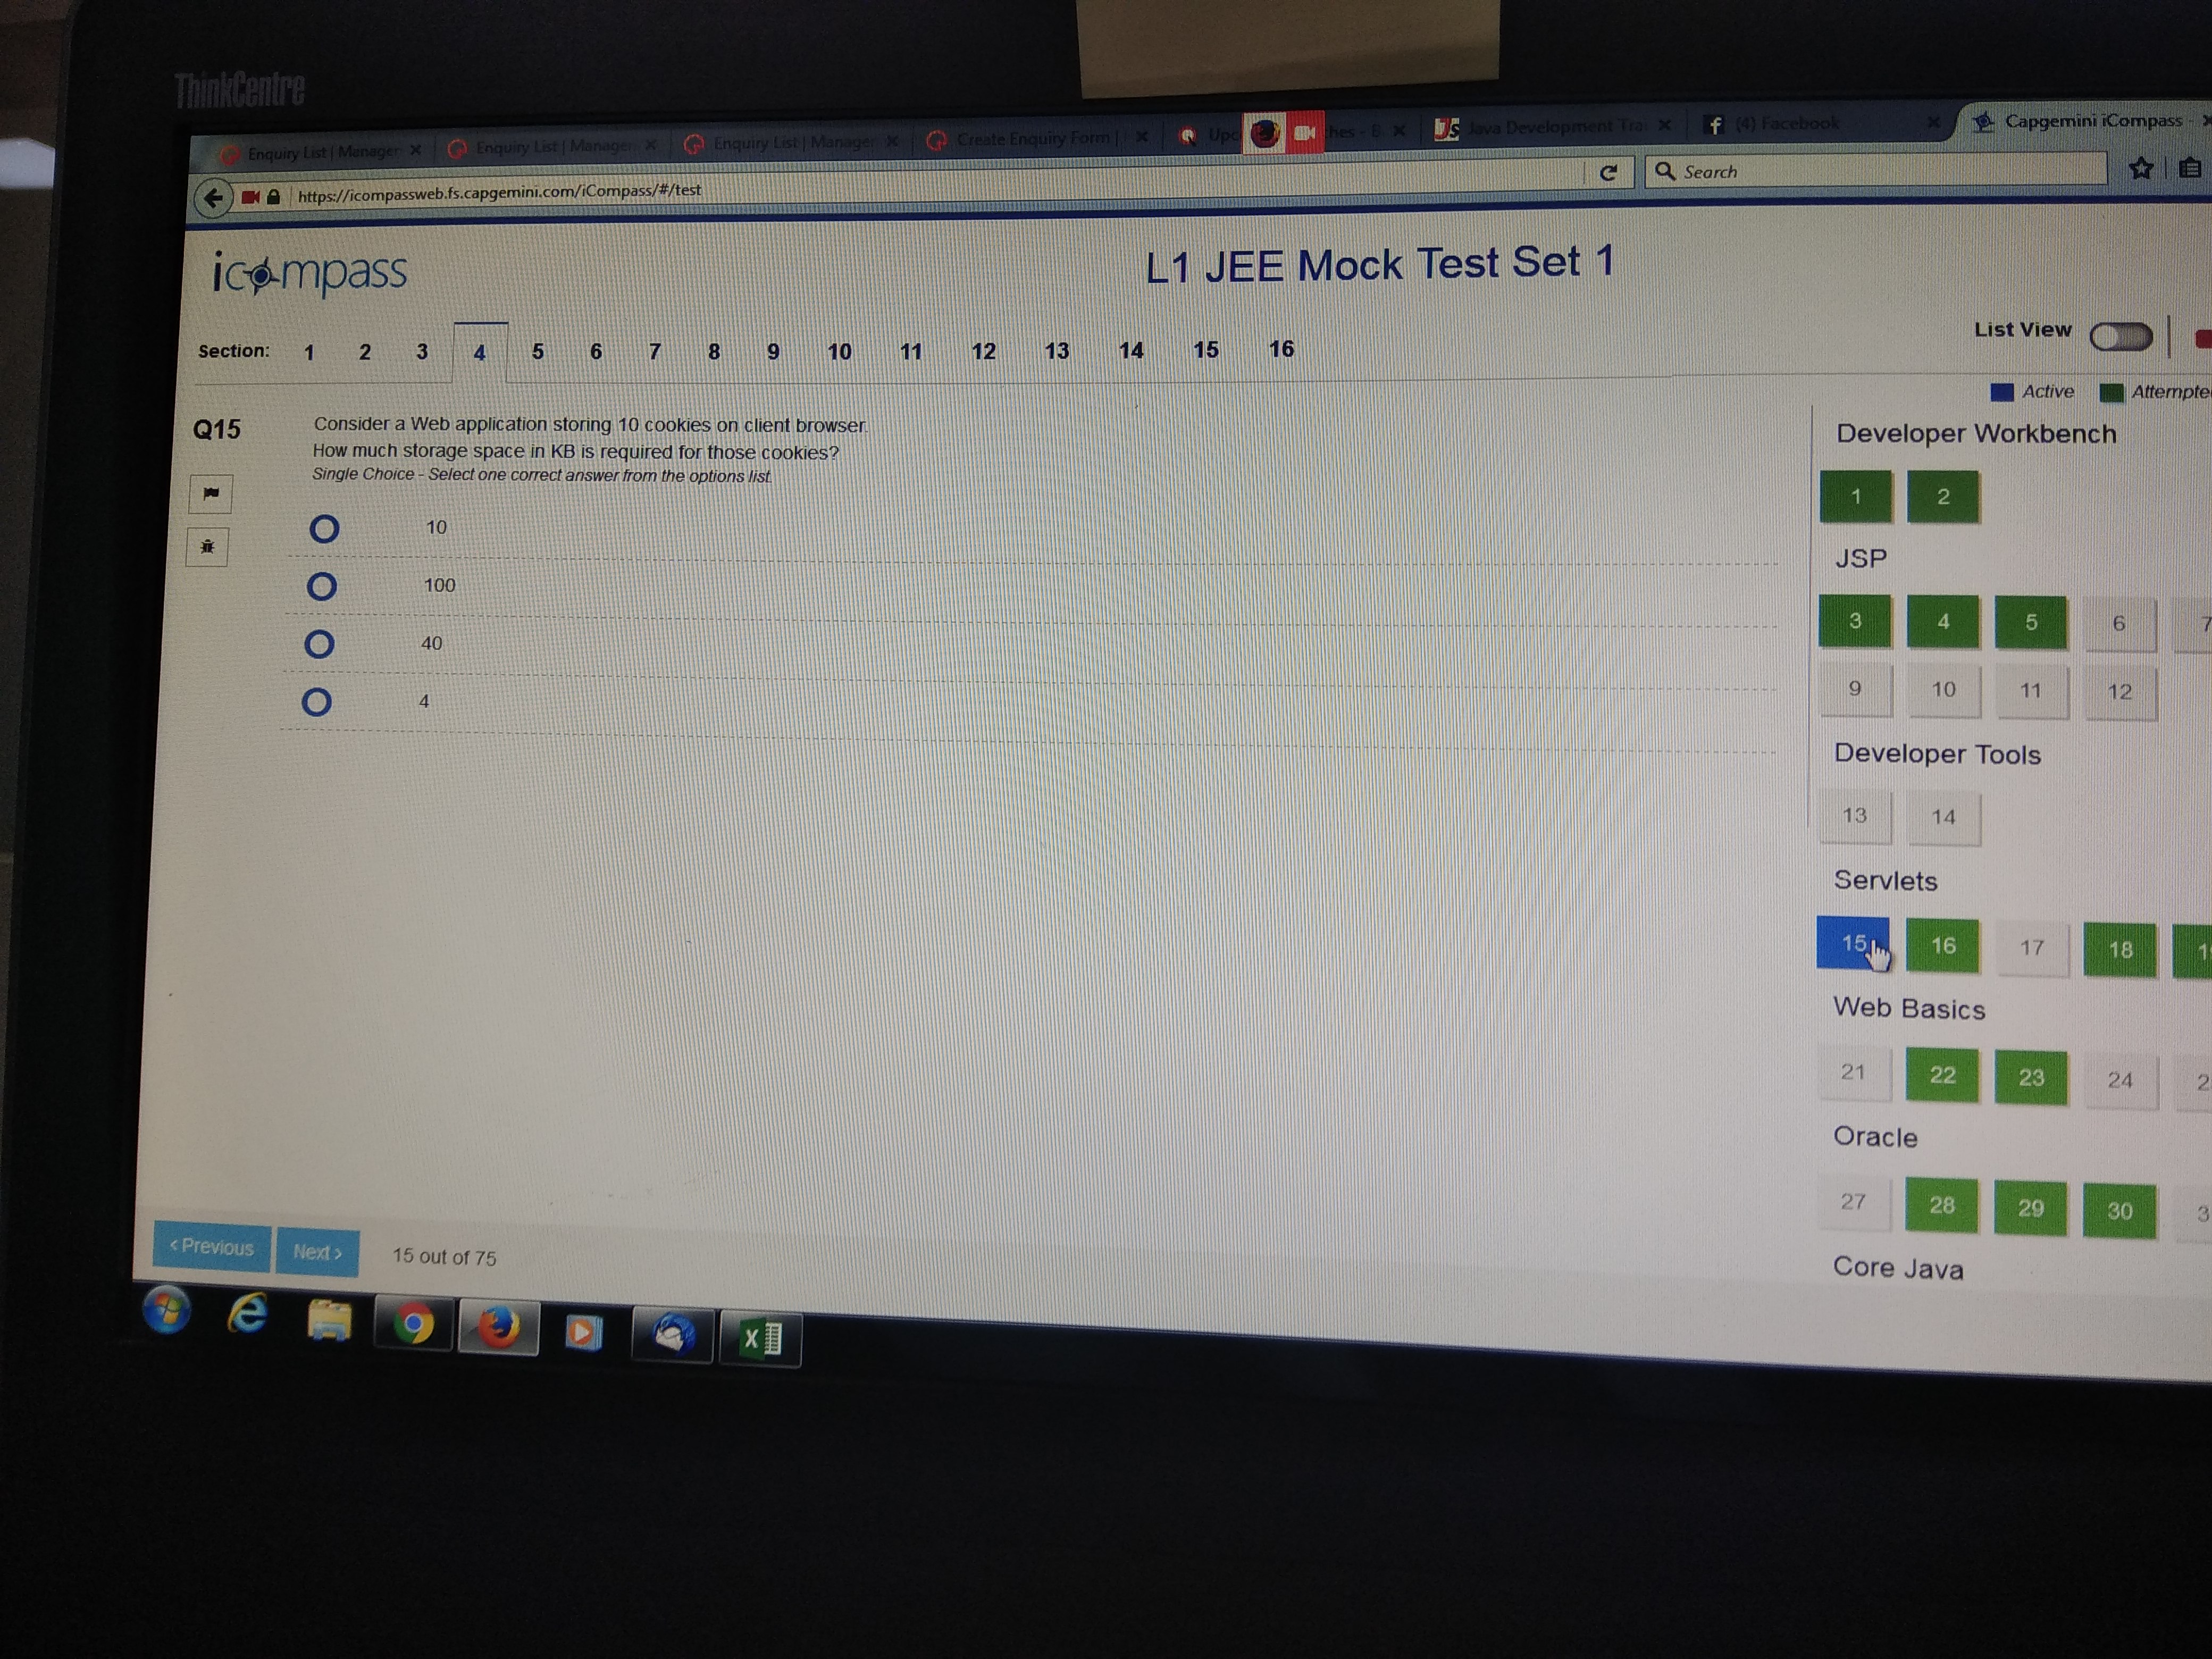 ThinkCentre
Enquiry List | Manager
Enquiry List | Manager
Enquiry List | Manager
Create Enquiry Form |
Upc
hes - B
Java Development Tra
(4) Facebook
Capgemini iCompass -
https://icompassweb.fs.capgemini.com/iCompass/#/test
Search
icompass
L1 JEE Mock Test Set 1
Section: 1 2 3 4 5 6 7 8 9 10 11 12 13 14 15 16
List View
Active Attempte
Q15
Consider a Web application storing 10 cookies on client browser.
How much storage space in KB is required for those cookies?
Single Choice - Select one correct answer from the options list.
10
100
40
4
Developer Workbench
1 2
JSP
3 4 5 6 7
9 10 11 12
Developer Tools
13 14
Servlets
15 16 17 18 19
Web Basics
21 22 23 24 2
Oracle
27 28 29 30 3
Core Java
< Previous Next > 15 out of 75